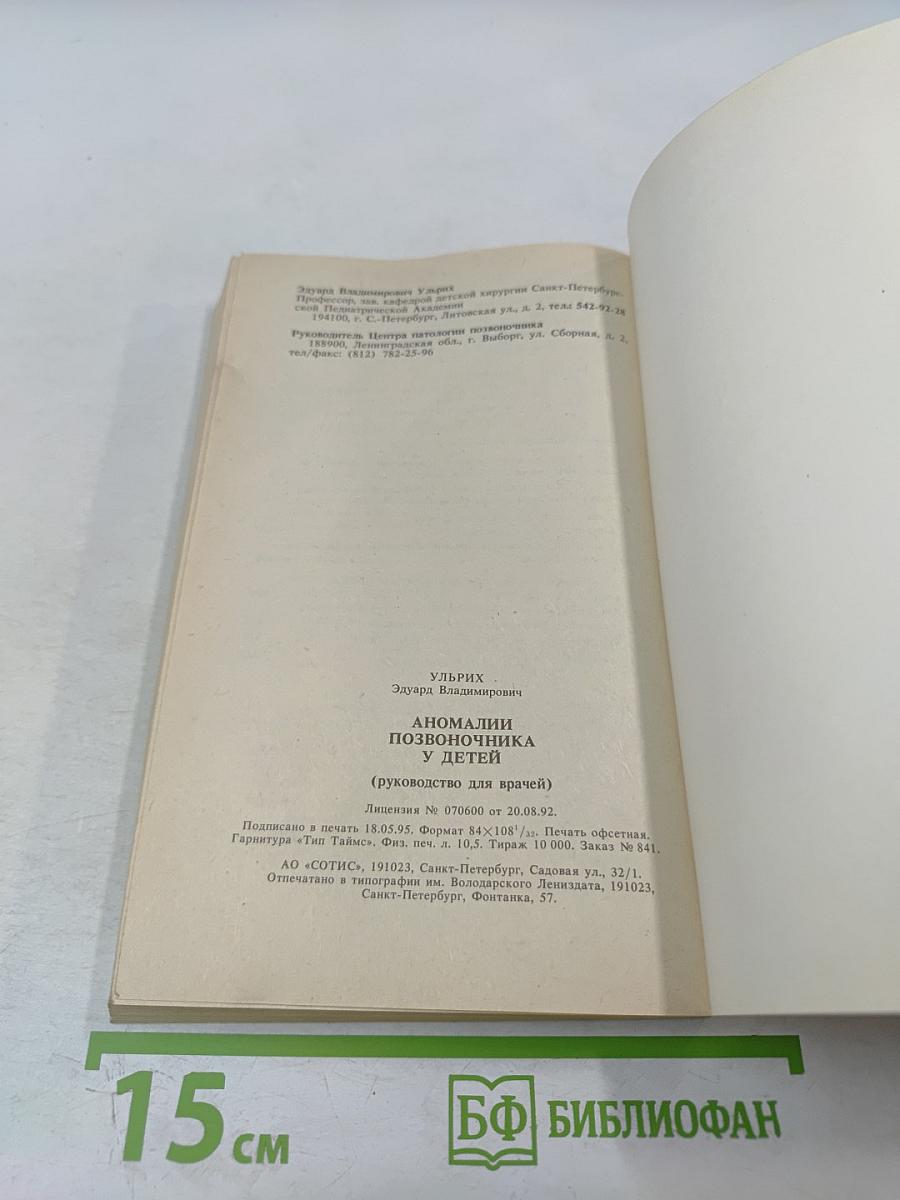 Эдуард Владимирович Ульрих
Профессор, зав. кафедрой детской хирургии Санкт-Петербург-
ской Педиатрической Академии
194100, г. С.-Петербург, Литовская ул., д. 2, тел.: 542-92-28
Руководитель Центра патологии позвоночника
188900, Ленинградская обл., г. Выборг, ул. Сборная, д. 2,
тел/факс: (812) 782-25-96
УЛЬРИХ
Эдуард Владимирович
АНОМАЛИИ
ПОЗВОНОЧНИКА
У ДЕТЕЙ
(руководство для врачей)
Лицензия № 070600 от 20.08.92.
Подписано в печать 18.05.95. Формат 84×108¹/₃₂. Печать офсетная.
Гарнитура «Тип Таймс». Физ. печ. л. 10,5. Тираж 10 000. Заказ № 841.
АО «СОТИС», 191023, Санкт-Петербург, Садовая ул., 32/1.
Отпечатано в типографии им. Володарского Лениздата, 191023,
Санкт-Петербург, Фонтанка, 57.
15 см
БФ БИБЛИОФАН